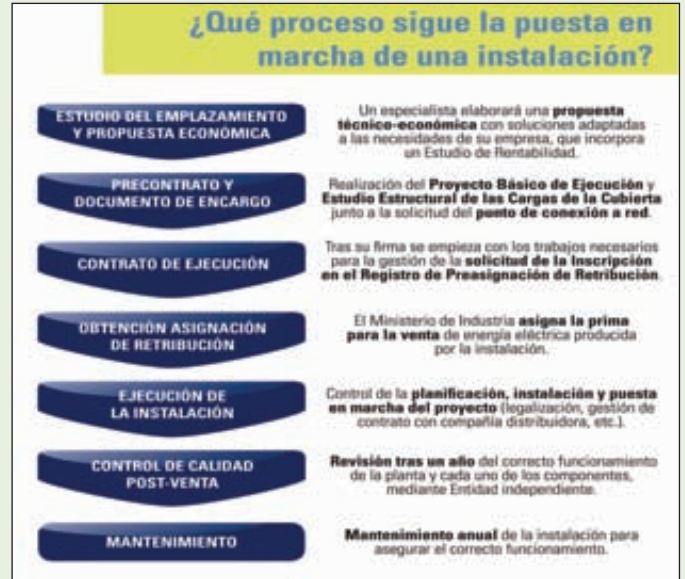 ¿Qué proceso sigue la puesta en
marcha de una instalación?
ESTUDIO DEL EMPLAZAMIENTO
Y PROPUESTA ECONÓMICA
Un especialista elaborará una propuesta
técnico-económica con soluciones adaptadas
a las necesidades de su empresa, que incorpora
un Estudio de Rentabilidad.
PRECONTRATO Y
DOCUMENTO DE ENCARGO
Realización del Proyecto Básico de Ejecución y
Estudio Estructural de las Cargas de la Cubierta
junto a la solicitud del punto de conexión a red.
CONTRATO DE EJECUCIÓN
Tras su firma se empieza con los trabajos necesarios
para la gestión de la solicitud de la Inscripción
en el Registro de Preasignación de Retribución.
OBTENCIÓN ASIGNACIÓN
DE RETRIBUCIÓN
El Ministerio de Industria asigna la prima
para la venta de energía eléctrica producida
por la instalación.
EJECUCIÓN DE
LA INSTALACIÓN
Control de la planificación, instalación y puesta
en marcha del proyecto (legalización, gestión de
contrato con compañía distribuidora, etc.).
CONTROL DE CALIDAD
POST-VENTA
Revisión tras un año del correcto funcionamiento
de la planta y cada uno de los componentes,
mediante Entidad independiente.
MANTENIMIENTO
Mantenimiento anual de la instalación para
asegurar el correcto funcionamiento.